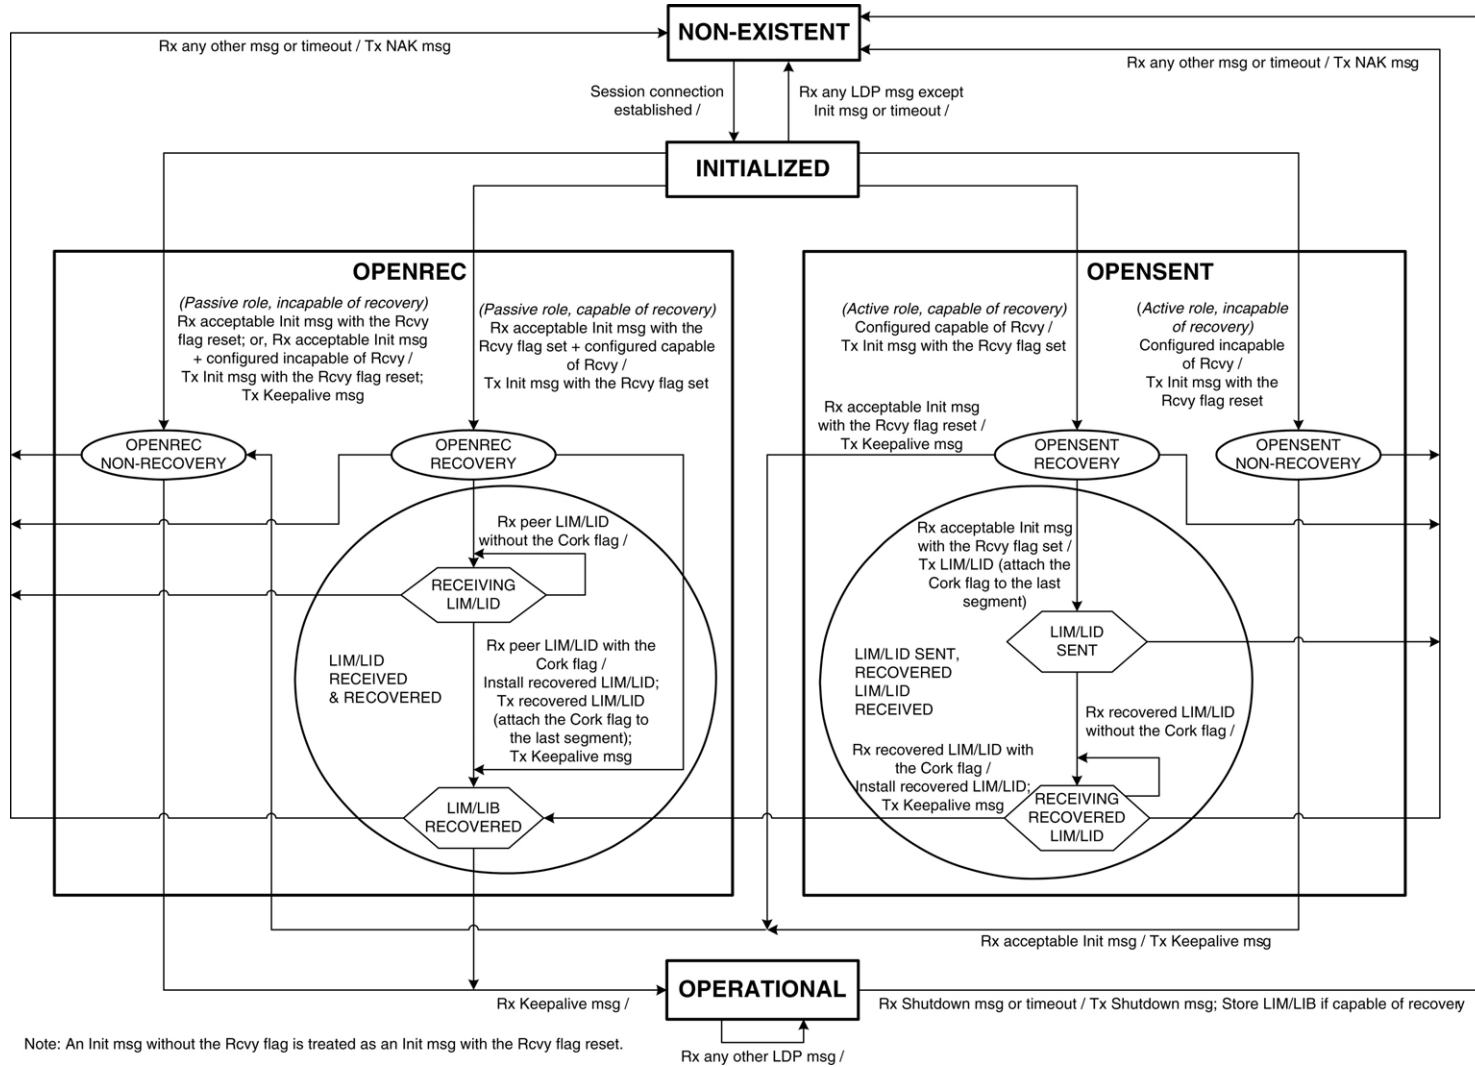 NON-EXISTENT
Rx any other msg or timeout / Tx NAK msg
Rx any other msg or timeout / Tx NAK msg
Session connection
established /
Rx any LDP msg except
Init msg or timeout /
INITIALIZED
OPENREC
(Passive role, incapable of recovery)
Rx acceptable Init msg with the Rcvy
flag reset; or, Rx acceptable Init msg
+ configured incapable of Rcvy /
Tx Init msg with the Rcvy flag reset;
Tx Keepalive msg
(Passive role, capable of recovery)
Rx acceptable Init msg with the
Rcvy flag set + configured capable
of Rcvy /
Tx Init msg with the Rcvy flag set
OPENSENT
(Active role, capable of recovery)
Configured capable of Rcvy /
Tx Init msg with the Rcvy flag set
(Active role, incapable
of recovery)
Configured incapable
of Rcvy /
Tx Init msg with the
Rcvy flag reset
Rx acceptable Init msg
with the Rcvy flag reset /
Tx Keepalive msg
OPENREC
NON-RECOVERY
OPENREC
RECOVERY
OPENSENT
RECOVERY
OPENSENT
NON-RECOVERY
Rx peer LIM/LID
without the Cork flag /
RECEIVING
LIM/LID
Rx peer LIM/LID with the
Cork flag /
Install recovered LIM/LID;
Tx recovered LIM/LID
(attach the Cork flag to
the last segment);
Tx Keepalive msg
LIM/LID
RECEIVED
& RECOVERED
LIM/LIB
RECOVERED
Rx acceptable Init msg
with the Rcvy flag set /
Tx LIM/LID (attach the
Cork flag to the last
segment)
LIM/LID
SENT
LIM/LID SENT,
RECOVERED
LIM/LID
RECEIVED
Rx recovered LIM/LID
without the Cork flag /
Rx recovered LIM/LID with
the Cork flag /
Install recovered LIM/LID;
Tx Keepalive msg
RECEIVING
RECOVERED
LIM/LID
Rx acceptable Init msg / Tx Keepalive msg
OPERATIONAL
Rx Keepalive msg /
Rx Shutdown msg or timeout / Tx Shutdown msg; Store LIM/LIB if capable of recovery
Rx any other LDP msg /
Note: An Init msg without the Rcvy flag is treated as an Init msg with the Rcvy flag reset.